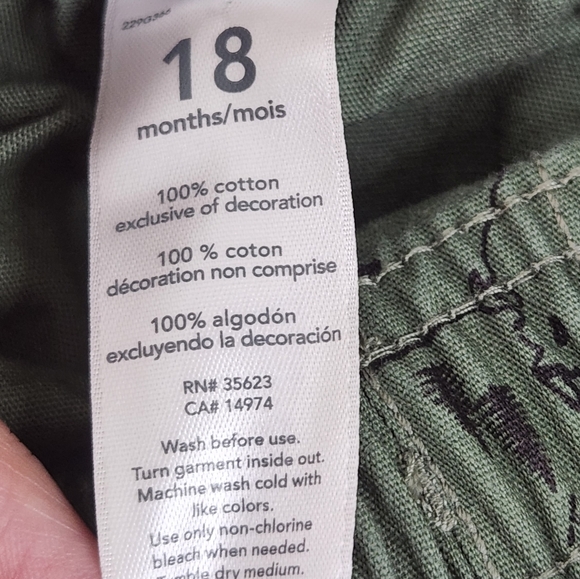 18
months/mois
100% cotton
exclusive of decoration
100 % coton
décoration non comprise
100% algodón
excluyendo la decoración
RN# 35623
CA# 14974
Wash before use.
Turn garment inside out.
Machine wash cold with
like colors.
Use only non-chlorine
bleach when needed.
dry medium.